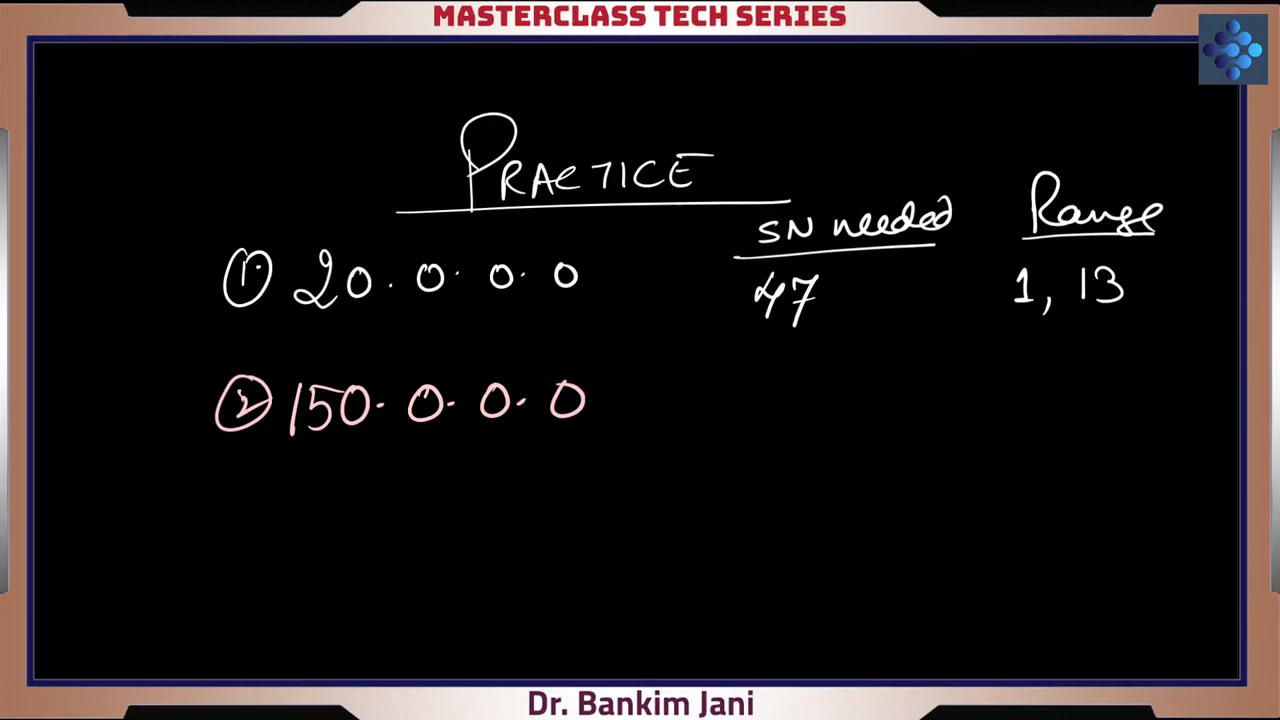 MASTERCLASS TECH SERIES
PRACTICE
SN needed Range
1. 20.0.0.0 47 1, 13
2 150.0.0.0
Dr. Bankim Jani